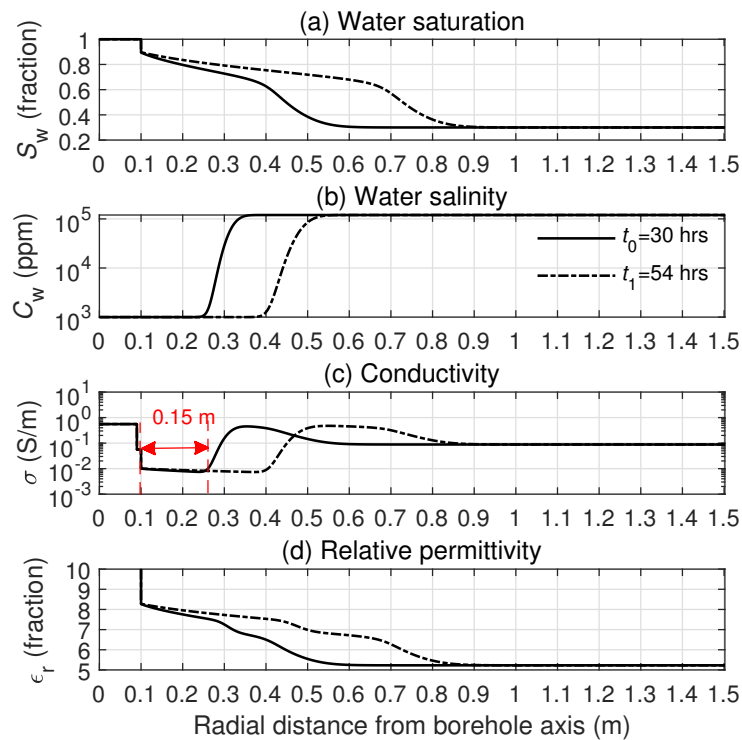 (a) Water saturation
S_w (fraction)
1
0.8
0.6
0.4
0.2
0 0.1 0.2 0.3 0.4 0.5 0.6 0.7 0.8 0.9 1 1.1 1.2 1.3 1.4 1.5
(b) Water salinity
C_w (ppm)
10^5
10^4
10^3
t_0=30 hrs
t_1=54 hrs
0 0.1 0.2 0.3 0.4 0.5 0.6 0.7 0.8 0.9 1 1.1 1.2 1.3 1.4 1.5
(c) Conductivity
σ (S/m)
10^1
10^0
10^-1
10^-2
10^-3
0.15 m
0 0.1 0.2 0.3 0.4 0.5 0.6 0.7 0.8 0.9 1 1.1 1.2 1.3 1.4 1.5
(d) Relative permittivity
ϵ_r (fraction)
10
9
8
7
6
5
0 0.1 0.2 0.3 0.4 0.5 0.6 0.7 0.8 0.9 1 1.1 1.2 1.3 1.4 1.5
Radial distance from borehole axis (m)